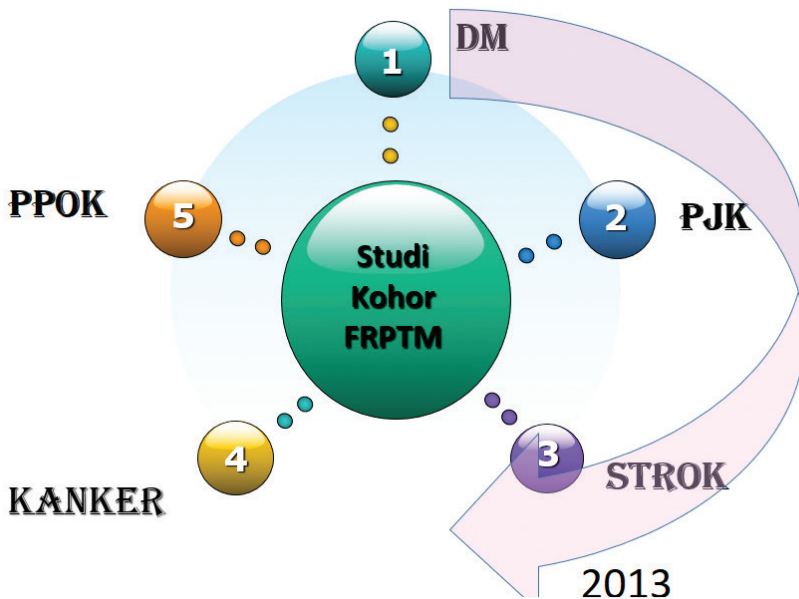 1
DM
2
PJK
Studi
Kohor
FRPTM
3
STROK
4
KANKER
5
PPOK
2013